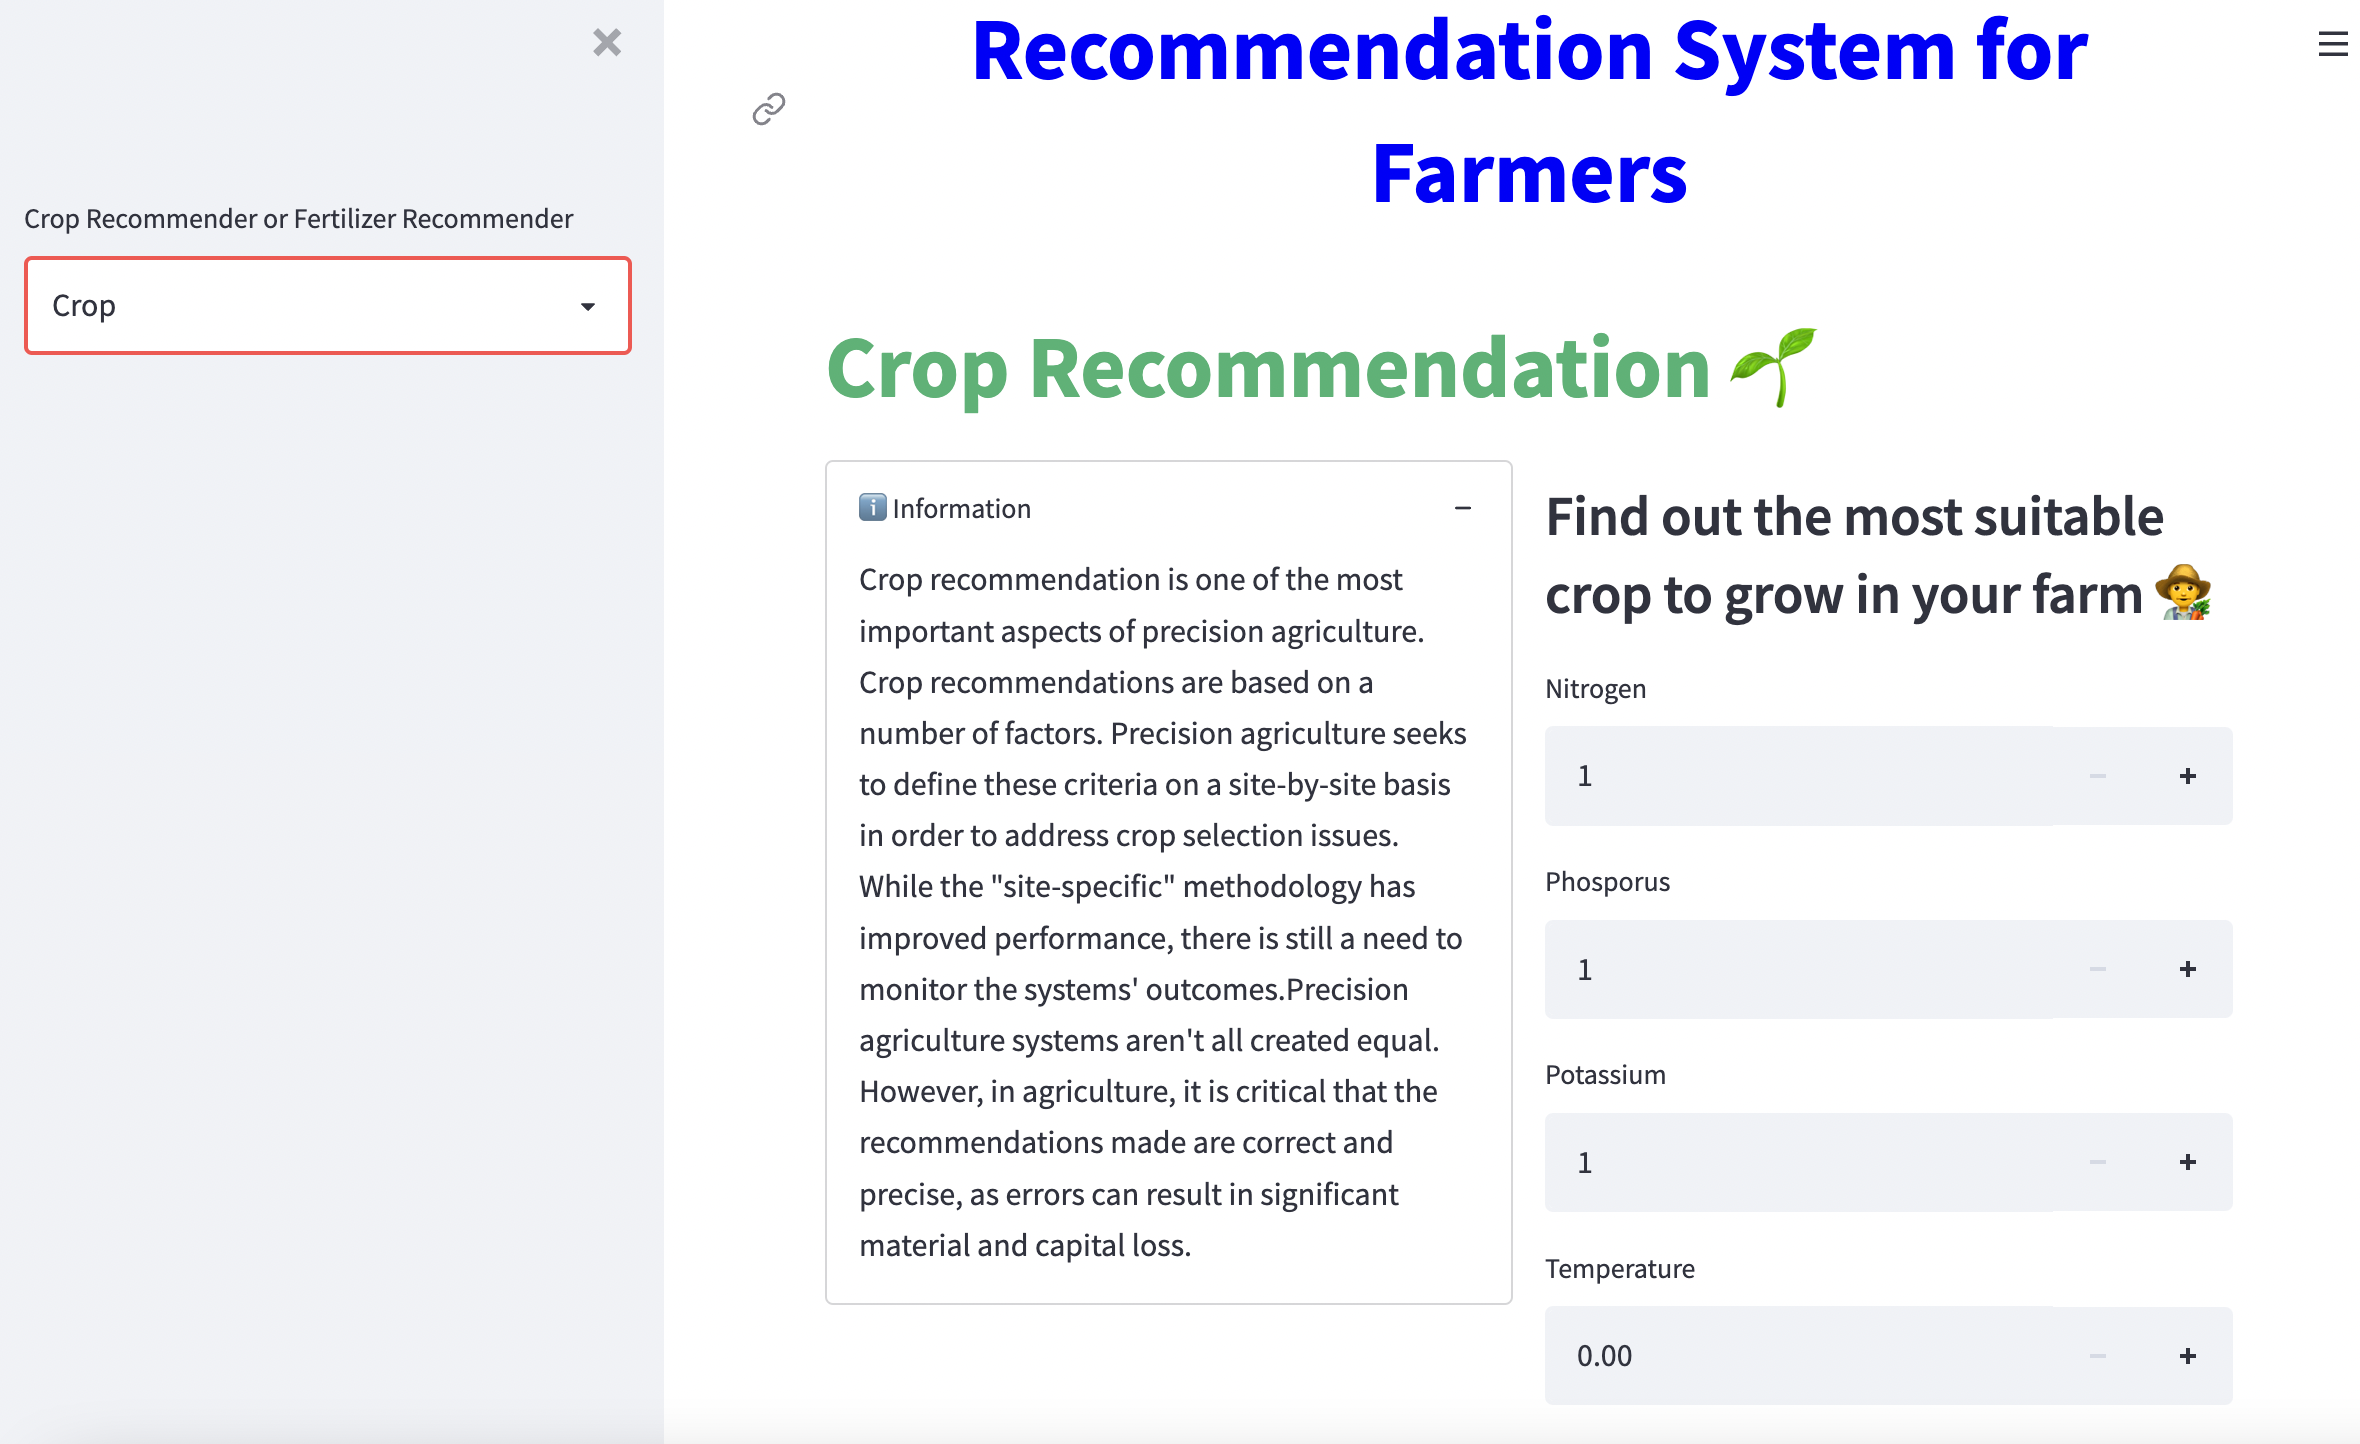 Crop Recommender or Fertilizer Recommender
Crop
Recommendation System for
Farmers
Crop Recommendation
Information
Crop recommendation is one of the most
important aspects of precision agriculture.
Crop recommendations are based on a
number of factors. Precision agriculture seeks
to define these criteria on a site-by-site basis
in order to address crop selection issues.
While the "site-specific" methodology has
improved performance, there is still a need to
monitor the systems' outcomes.Precision
agriculture systems aren't all created equal.
However, in agriculture, it is critical that the
recommendations made are correct and
precise, as errors can result in significant
material and capital loss.
Find out the most suitable
crop to grow in your farm
Nitrogen
1
Phosporus
1
Potassium
1
Temperature
0.00